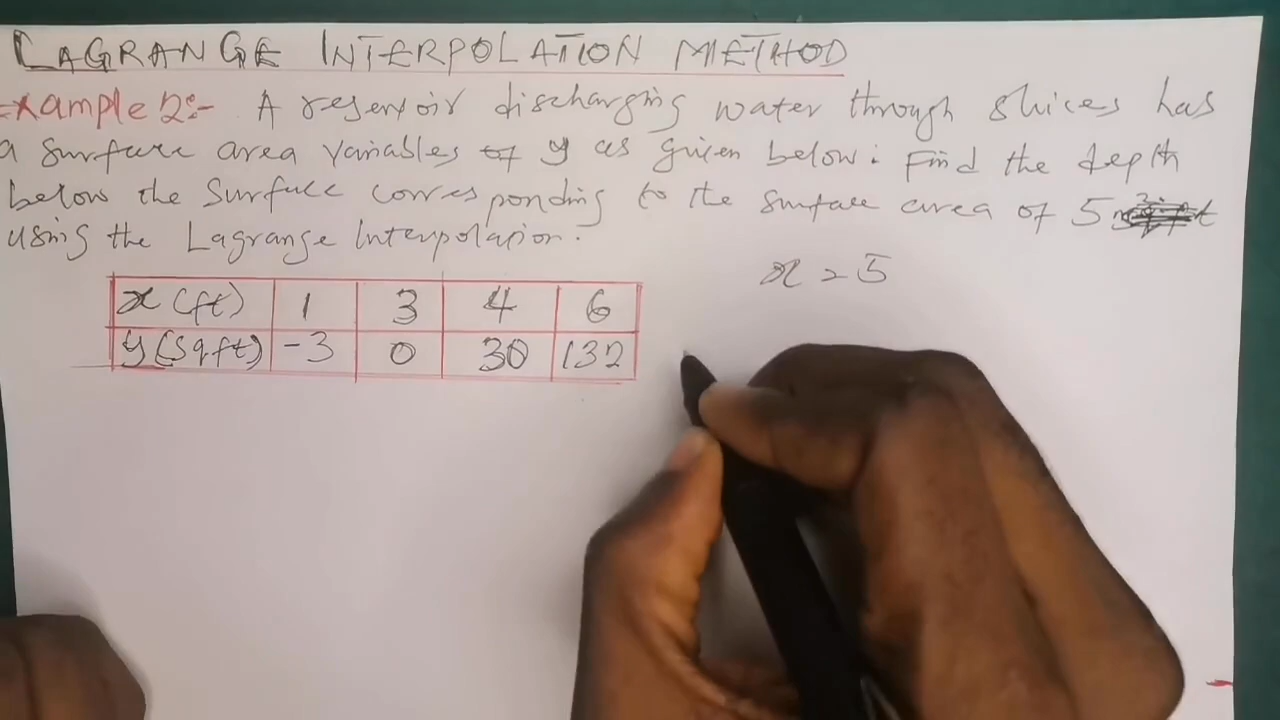 LAGRANGE INTERPOLATION METHOD
Example 2:- A reservoir discharging water through sluices has
a surface area variables of y as given below: Find the depth
below the surface corresponding to the surface area of 5
using the Lagrange Interpolation.
x = 5
x (ft) 1 3 4 6
y (sqft) -3 0 30 132